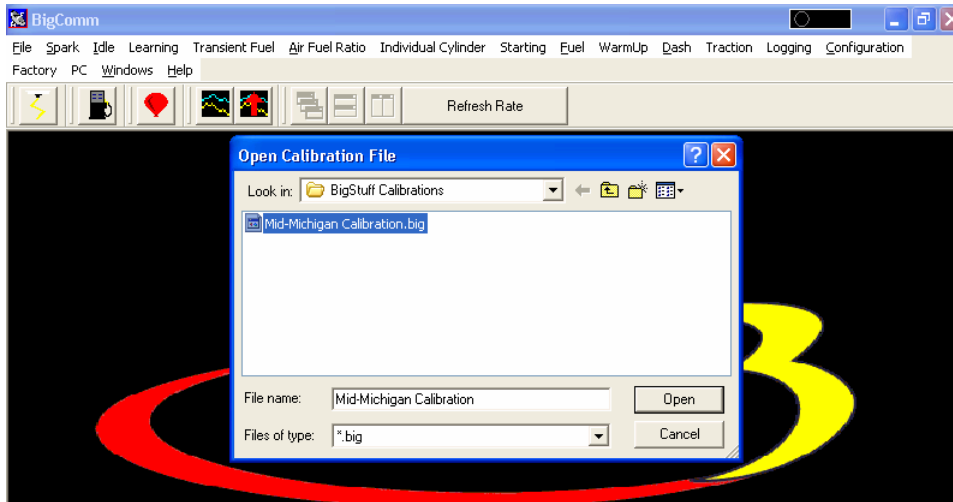 BigComm
File Spark Idle Learning Transient Fuel Air Fuel Ratio Individual Cylinder Starting Fuel WarmUp Dash Traction Logging Configuration
Factory PC Windows Help
Refresh Rate
Open Calibration File
Look in: BigStuff Calibrations
Mid-Michigan Calibration.big
File name: Mid-Michigan Calibration Open
Files of type: *.big Cancel